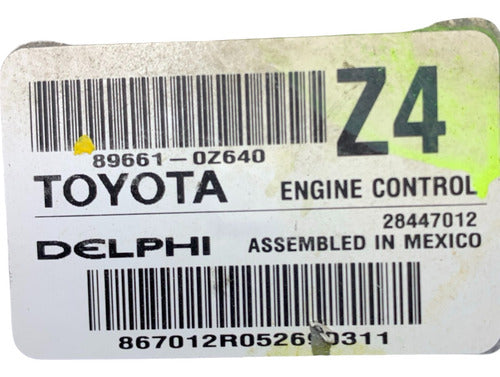 Z4
89661-0Z640
TOYOTA ENGINE CONTROL
28447012
DELPHI ASSEMBLED IN MEXICO